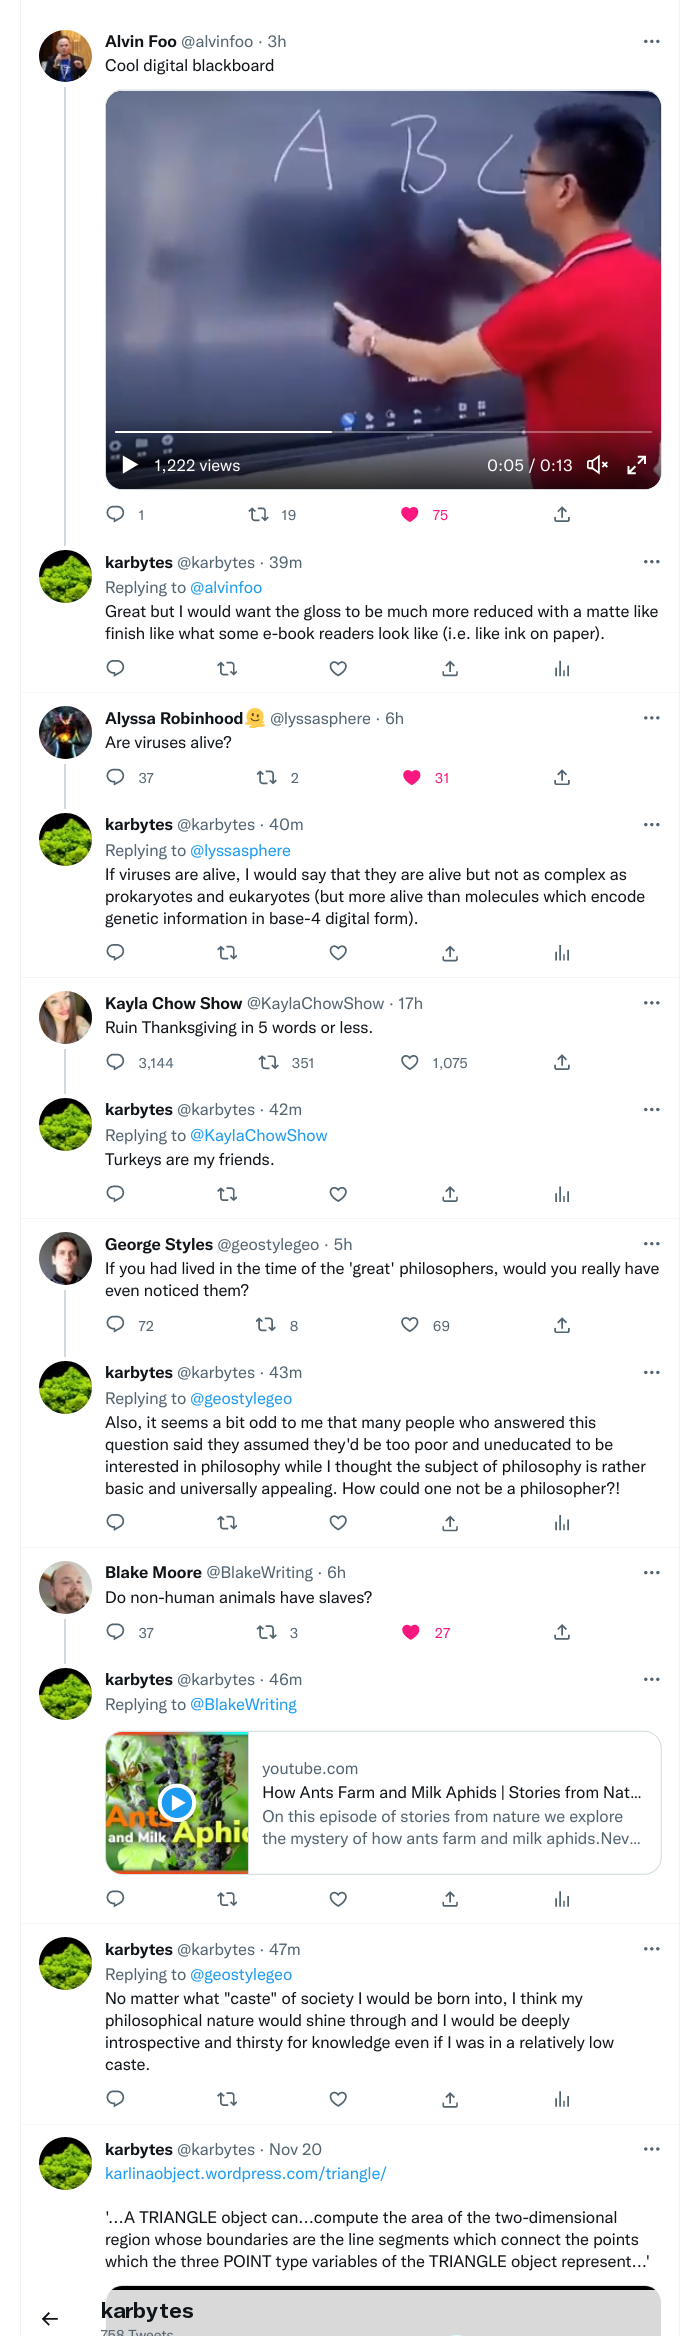 Alvin Foo @alvinfoo · 3h
Cool digital blackboard
A B C
1,222 views
0:05 / 0:13
1 19 75
karbytes @karbytes · 39m
Replying to @alvinfoo
Great but I would want the gloss to be much more reduced with a matte like
finish like what some e-book readers look like (i.e. like ink on paper).
Alyssa Robinhood🫠 @lyssasphere · 6h
Are viruses alive?
37 2 31
karbytes @karbytes · 40m
Replying to @lyssasphere
If viruses are alive, I would say that they are alive but not as complex as
prokaryotes and eukaryotes (but more alive than molecules which encode
genetic information in base-4 digital form).
Kayla Chow Show @KaylaChowShow · 17h
Ruin Thanksgiving in 5 words or less.
3,144 351 1,075
karbytes @karbytes · 42m
Replying to @KaylaChowShow
Turkeys are my friends.
George Styles @geostylegeo · 5h
If you had lived in the time of the 'great' philosophers, would you really have
even noticed them?
72 8 69
karbytes @karbytes · 43m
Replying to @geostylegeo
Also, it seems a bit odd to me that many people who answered this
question said they assumed they'd be too poor and uneducated to be
interested in philosophy while I thought the subject of philosophy is rather
basic and universally appealing. How could one not be a philosopher?!
Blake Moore @BlakeWriting · 6h
Do non-human animals have slaves?
37 3 27
karbytes @karbytes · 46m
Replying to @BlakeWriting
Ants
and Milk Aphid
youtube.com
How Ants Farm and Milk Aphids | Stories from Nat...
On this episode of stories from nature we explore
the mystery of how ants farm and milk aphids.Nev...
karbytes @karbytes · 47m
Replying to @geostylegeo
No matter what "caste" of society I would be born into, I think my
philosophical nature would shine through and I would be deeply
introspective and thirsty for knowledge even if I was in a relatively low
caste.
karbytes @karbytes · Nov 20
karlinaobject.wordpress.com/triangle/
'...A TRIANGLE object can...compute the area of the two-dimensional
region whose boundaries are the line segments which connect the points
which the three POINT type variables of the TRIANGLE object represent...'
karbytes
758 Tweets